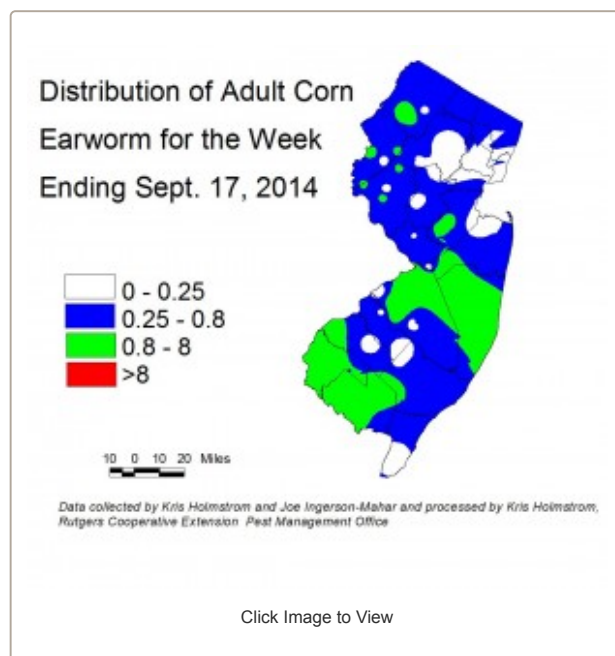 Distribution of Adult Corn
Earworm for the Week
Ending Sept. 17, 2014
0 - 0.25
0.25 - 0.8
0.8 - 8
>8
10 0 10 20 Miles
Data collected by Kris Holmstrom and Joe Ingerson-Mahar and processed by Kris Holmstrom,
Rutgers Cooperative Extension Pest Management Office
Click Image to View